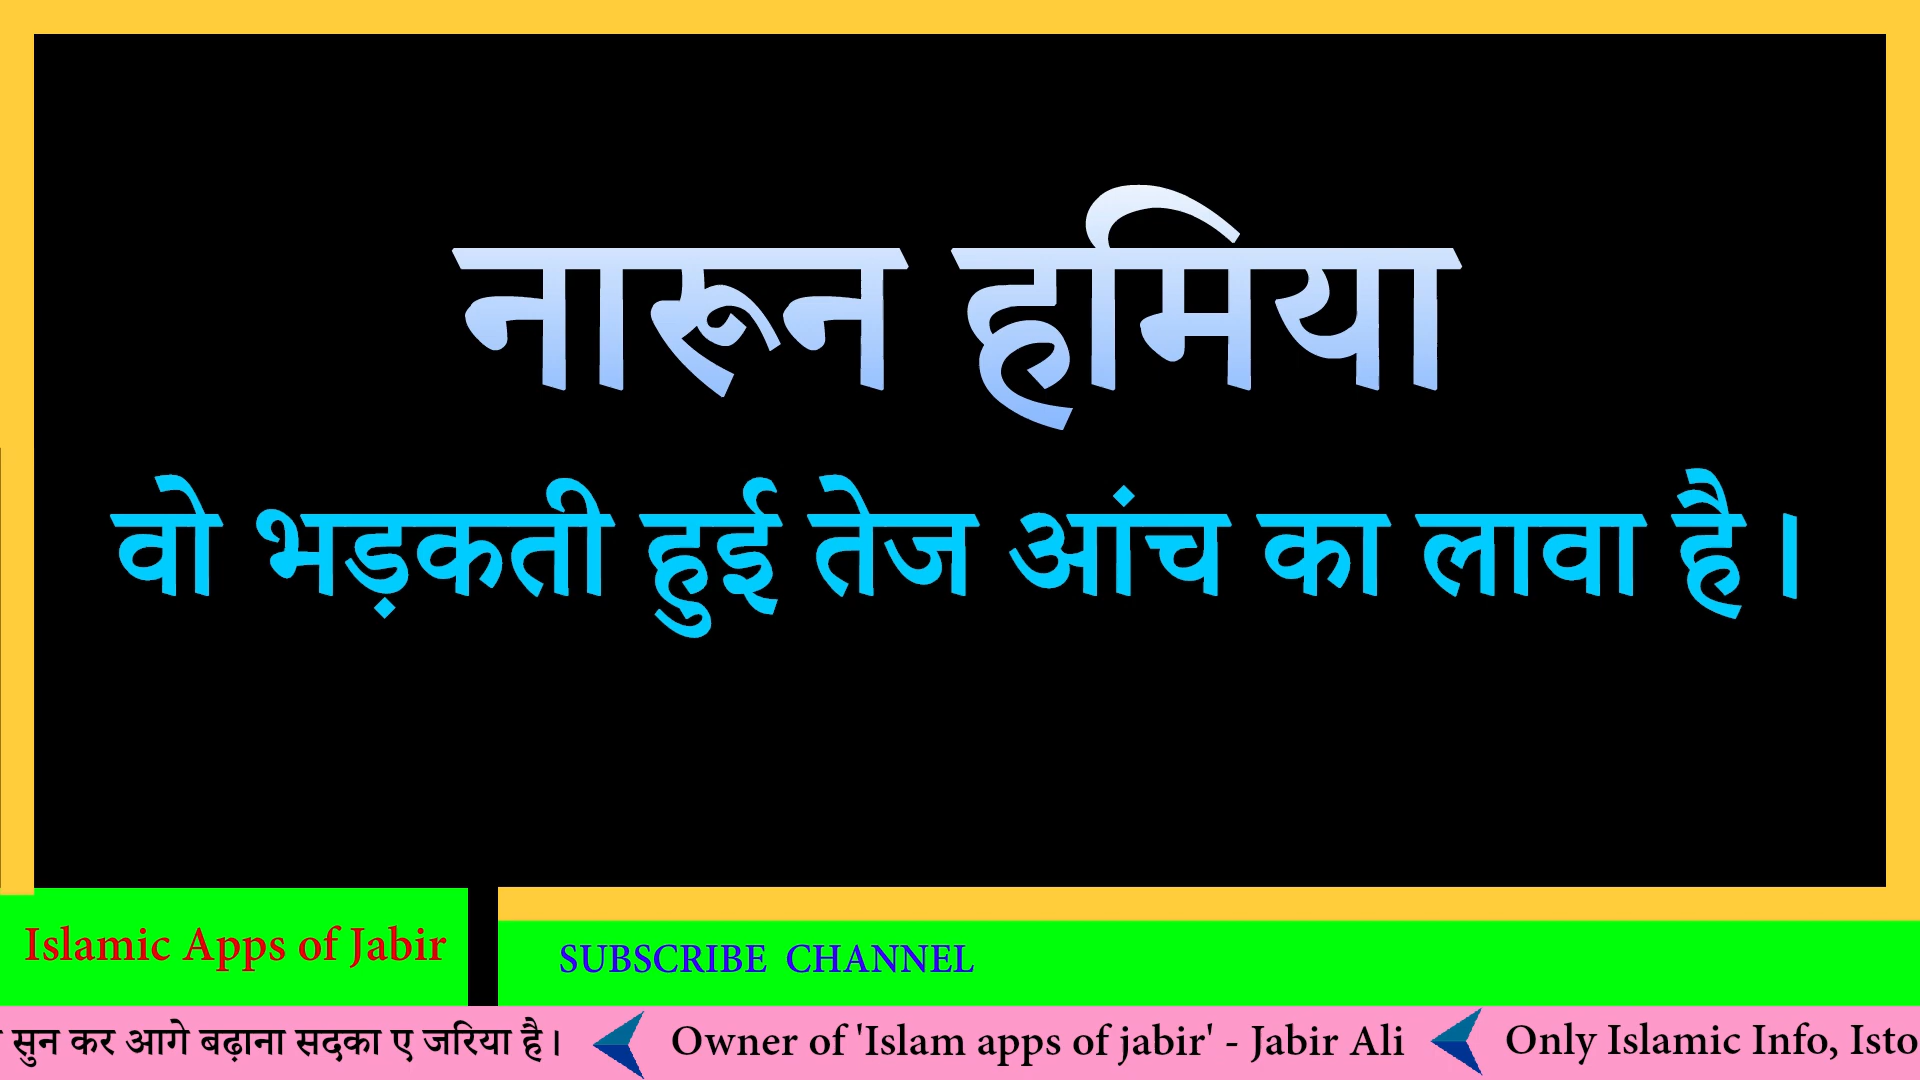 नारून हमिया
वो भड़कती हुई तेज आंच का लावा है।
Islamic Apps of Jabir
SUBSCRIBE CHANNEL
सुन कर आगे बढ़ाना सदका ए जरिया है। Owner of 'Islam apps of jabir' - Jabir Ali Only Islamic Info, Isto